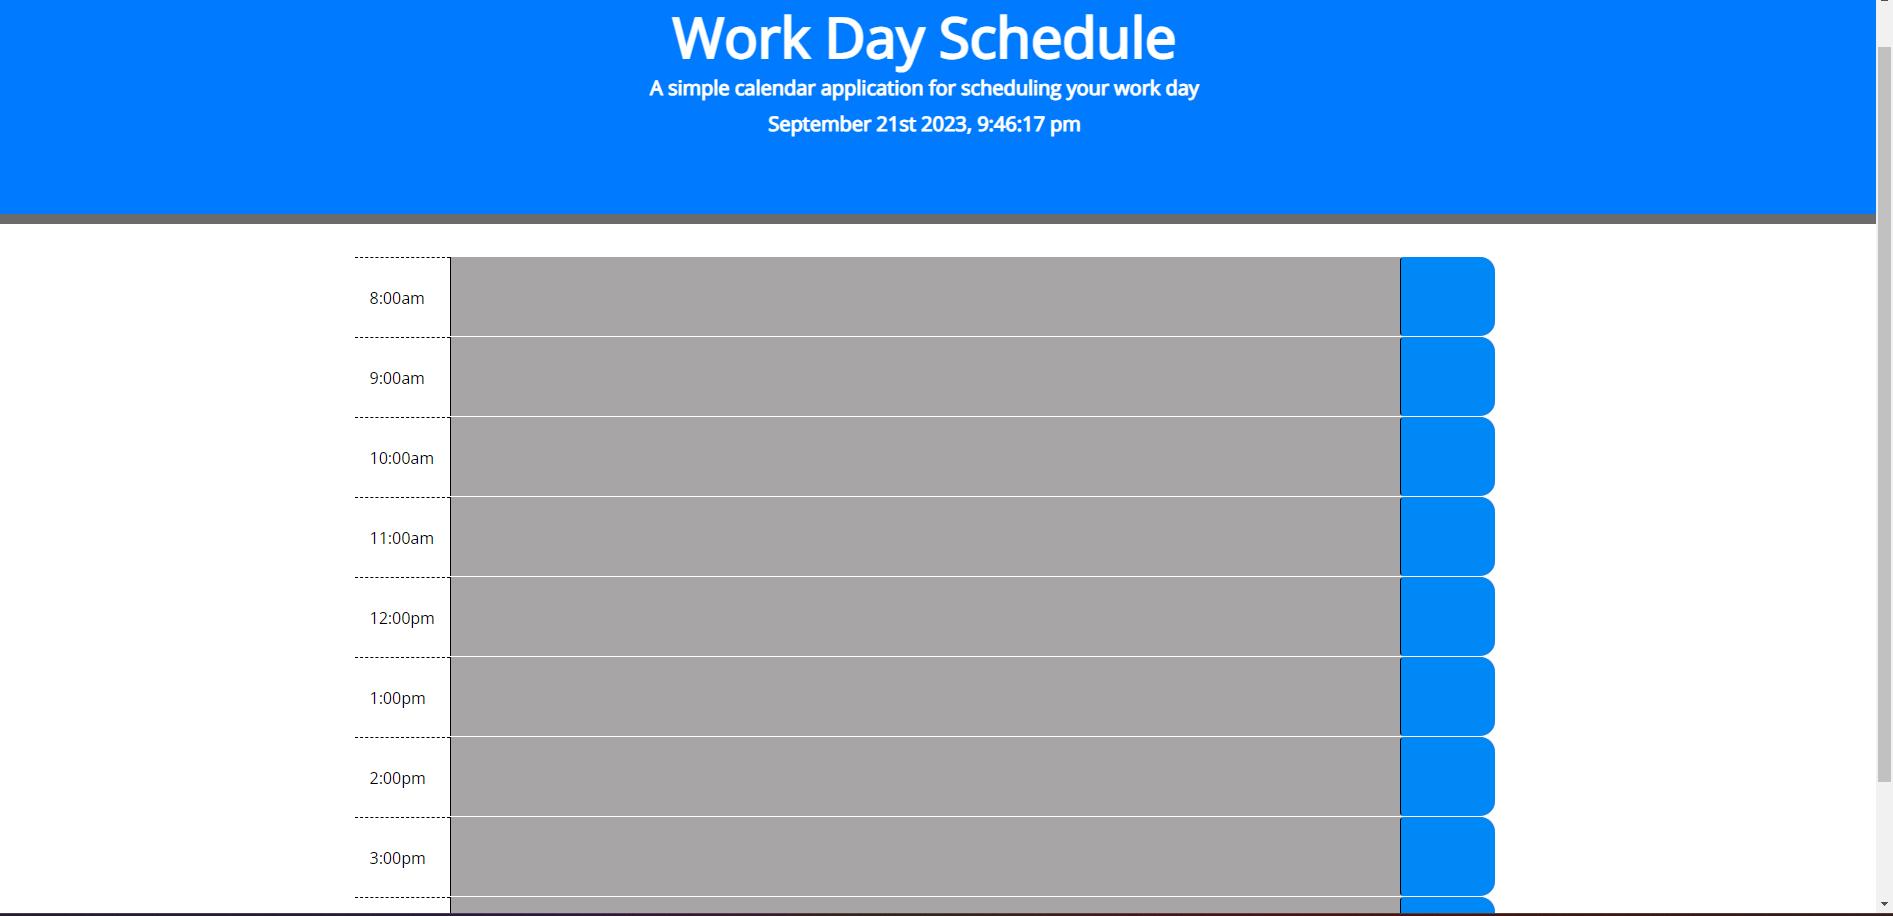 Work Day Schedule
A simple calendar application for scheduling your work day
September 21st 2023, 9:46:17 pm
8:00am
9:00am
10:00am
11:00am
12:00pm
1:00pm
2:00pm
3:00pm